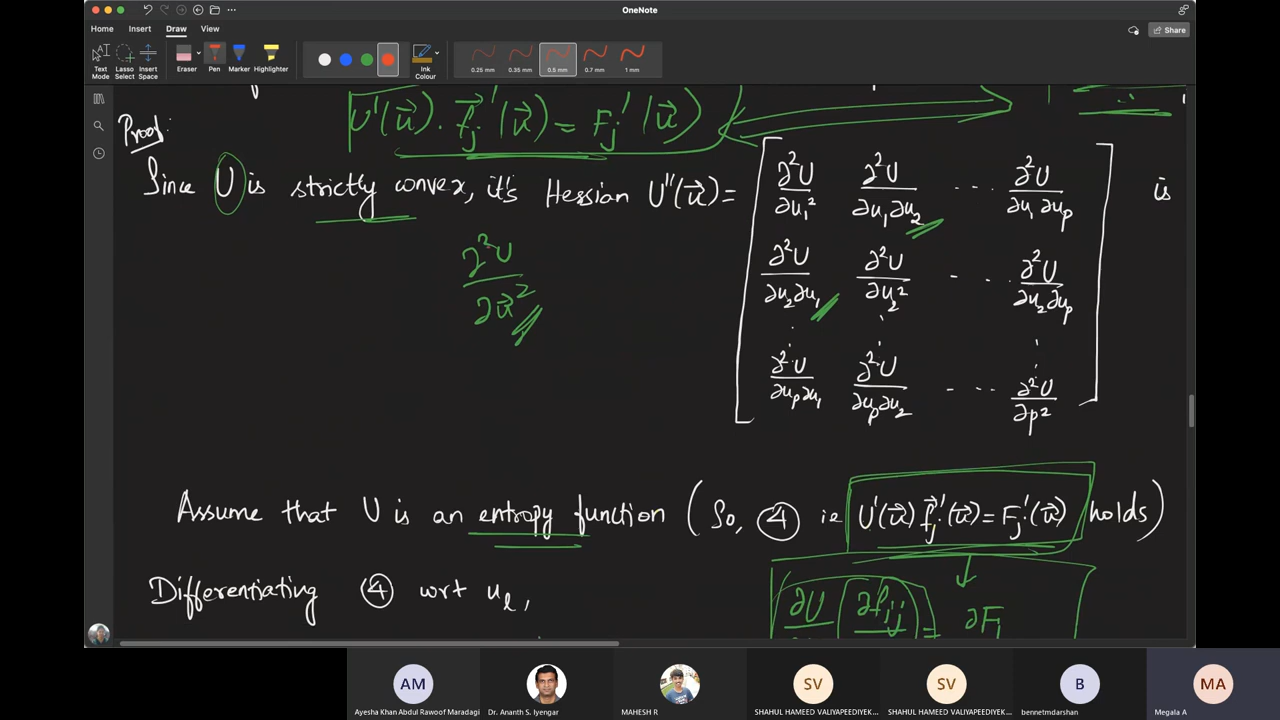 OneNote
Home Insert Draw View
Share
Text Mode Lasso Select Insert Space Eraser Pen Marker Highlighter Ink Colour 0.25 mm 0.35 mm 0.5 mm 0.7 mm 1 mm
U'(u⃗) · f⃗ⱼ'(u⃗) = Fⱼ'(u⃗)
Proof:
Since U is strictly convex, it's Hessian U''(u⃗) = [ ∂²U/∂u₁² ∂²U/∂u₁∂u₂ ... ∂²U/∂u₁∂uₚ is
∂²U/∂u₂∂u₁ ∂²U/∂u₂² ... ∂²U/∂u₂∂uₚ
∂²U/∂uₚ∂u₁ ∂²U/∂uₚ∂u₂ ... ∂²U/∂p² ]
∂²U/∂u⃗²
Assume that U is an entropy function (So, ④ ie U'(u⃗) f⃗ⱼ'(u⃗) = Fⱼ'(u⃗) holds)
Differentiating ④ wrt uₗ,
∂U ∂fᵢⱼ = ∂Fⱼ
AM MAHESH R SV SV B MA
Ayesha Khan Abdul Rawoof Maradagi Dr. Ananth S. Iyengar SHAHUL HAMEED VALIYAPEEDIYEK... SHAHUL HAMEED VALIYAPEEDIYEK... bennetmdarshan Megala A